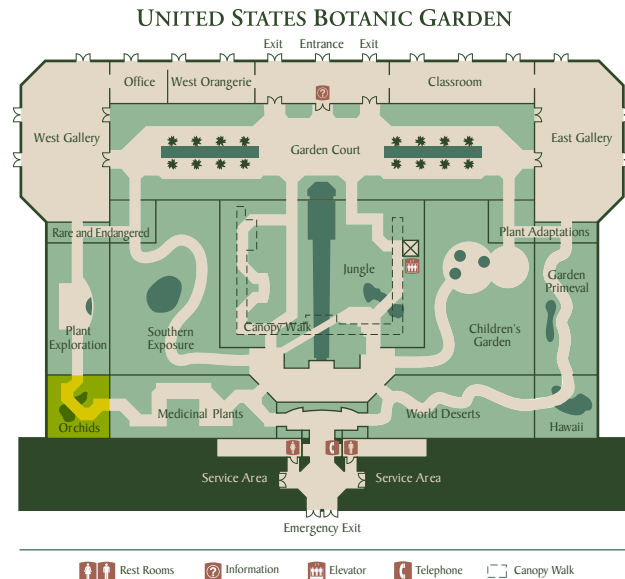 UNITED STATES BOTANIC GARDEN
Exit Entrance Exit
Office West Orangerie Classroom
?
West Gallery Garden Court East Gallery
Rare and Endangered Plant Adaptations
Jungle Garden
Primeval
Plant
Exploration
Southern
Exposure
Canopy Walk Children's
Garden
Orchids Medicinal Plants World Deserts Hawaii
Service Area Service Area
Emergency Exit
Rest Rooms ? Information Elevator Telephone Canopy Walk